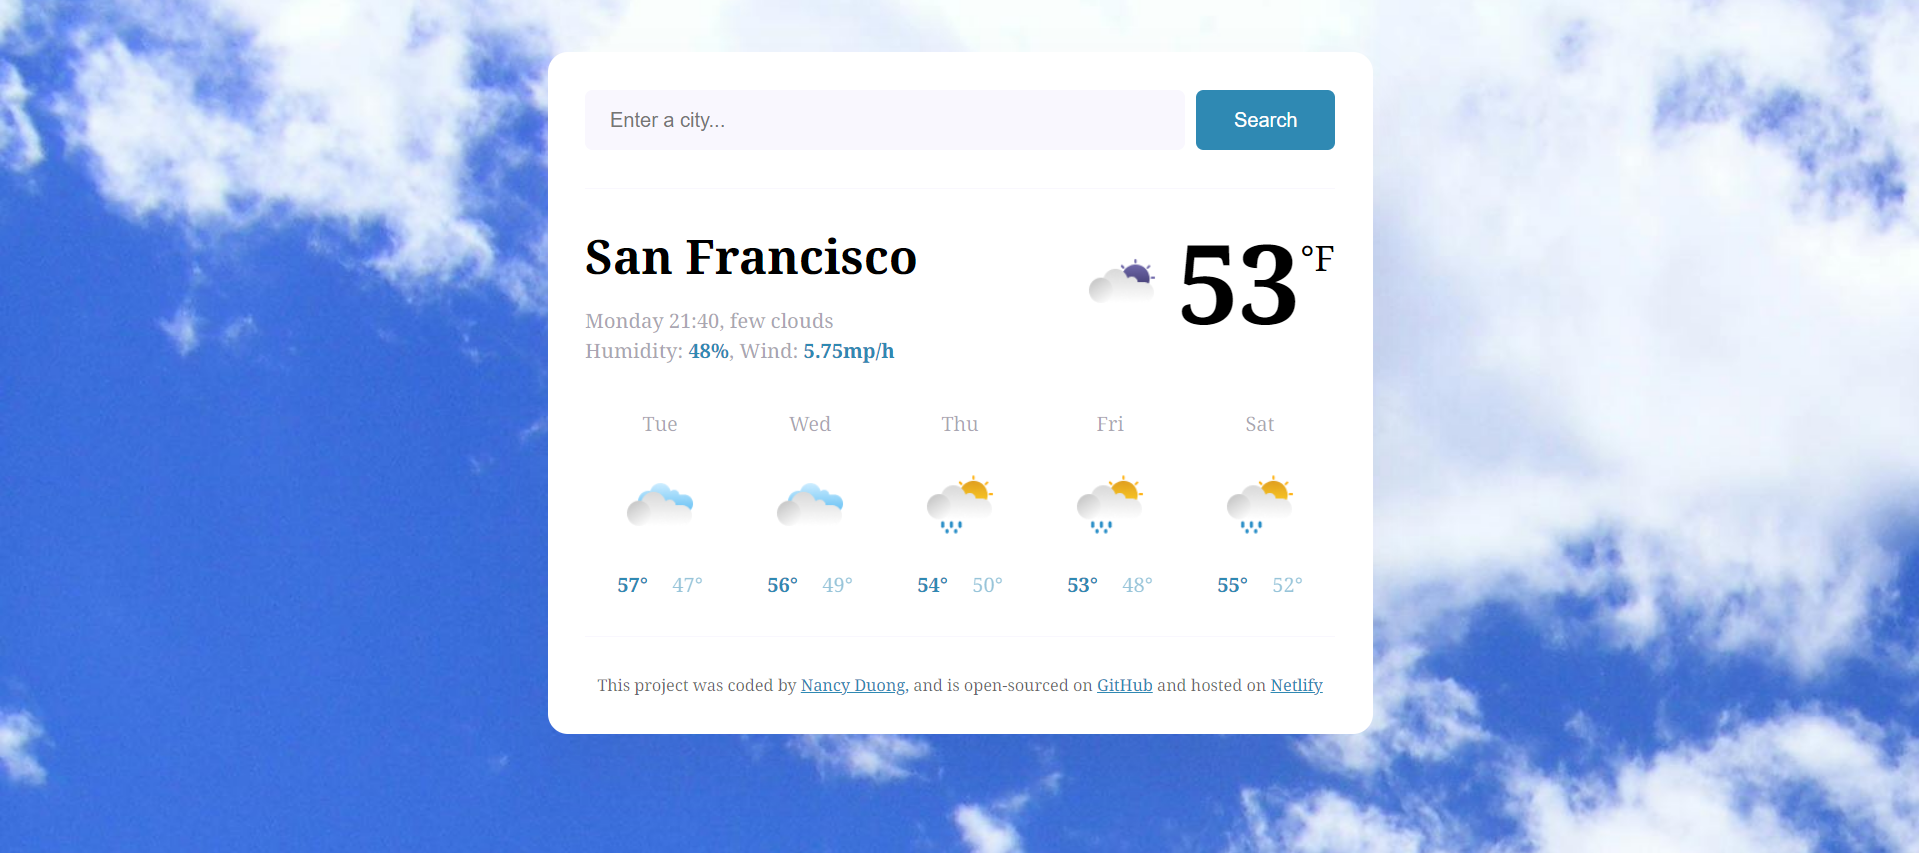 Enter a city...
Search
San Francisco
53 °F
Monday 21:40, few clouds
Humidity: 48%, Wind: 5.75mp/h
Tue Wed Thu Fri Sat
57° 47° 56° 49° 54° 50° 53° 48° 55° 52°
This project was coded by Nancy Duong, and is open-sourced on GitHub and hosted on Netlify